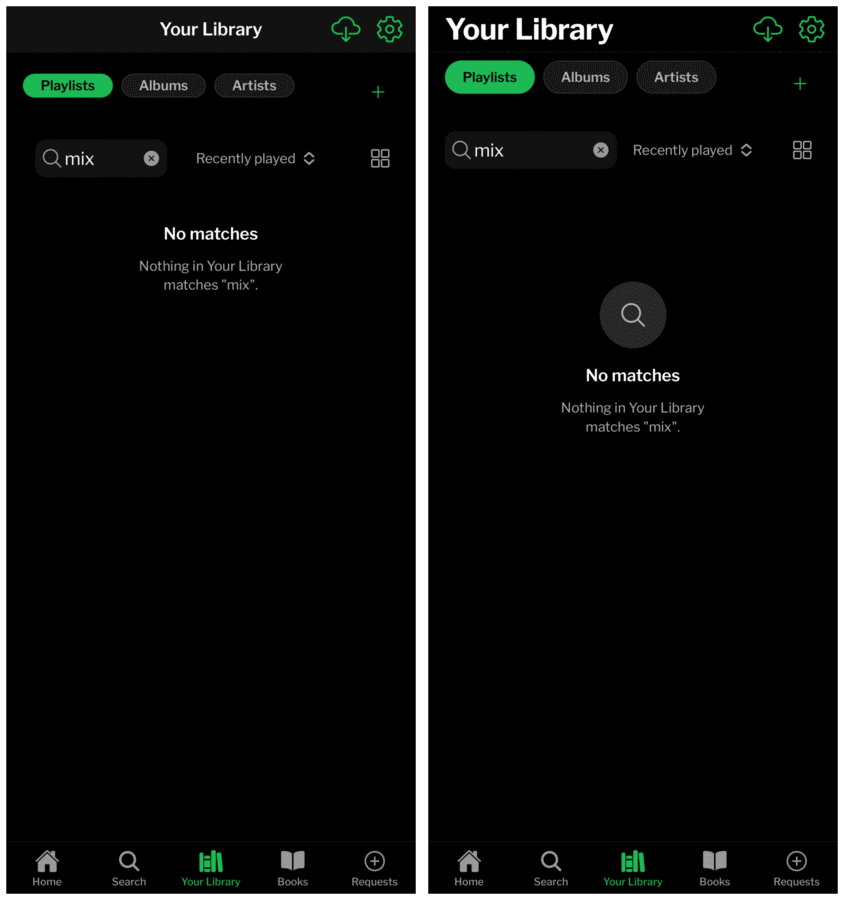 Your Library
Playlists Albums Artists
mix Recently played
No matches
Nothing in Your Library
matches "mix".
Home Search Your Library Books Requests
Your Library
Playlists Albums Artists
mix Recently played
No matches
Nothing in Your Library
matches "mix".
Home Search Your Library Books Requests